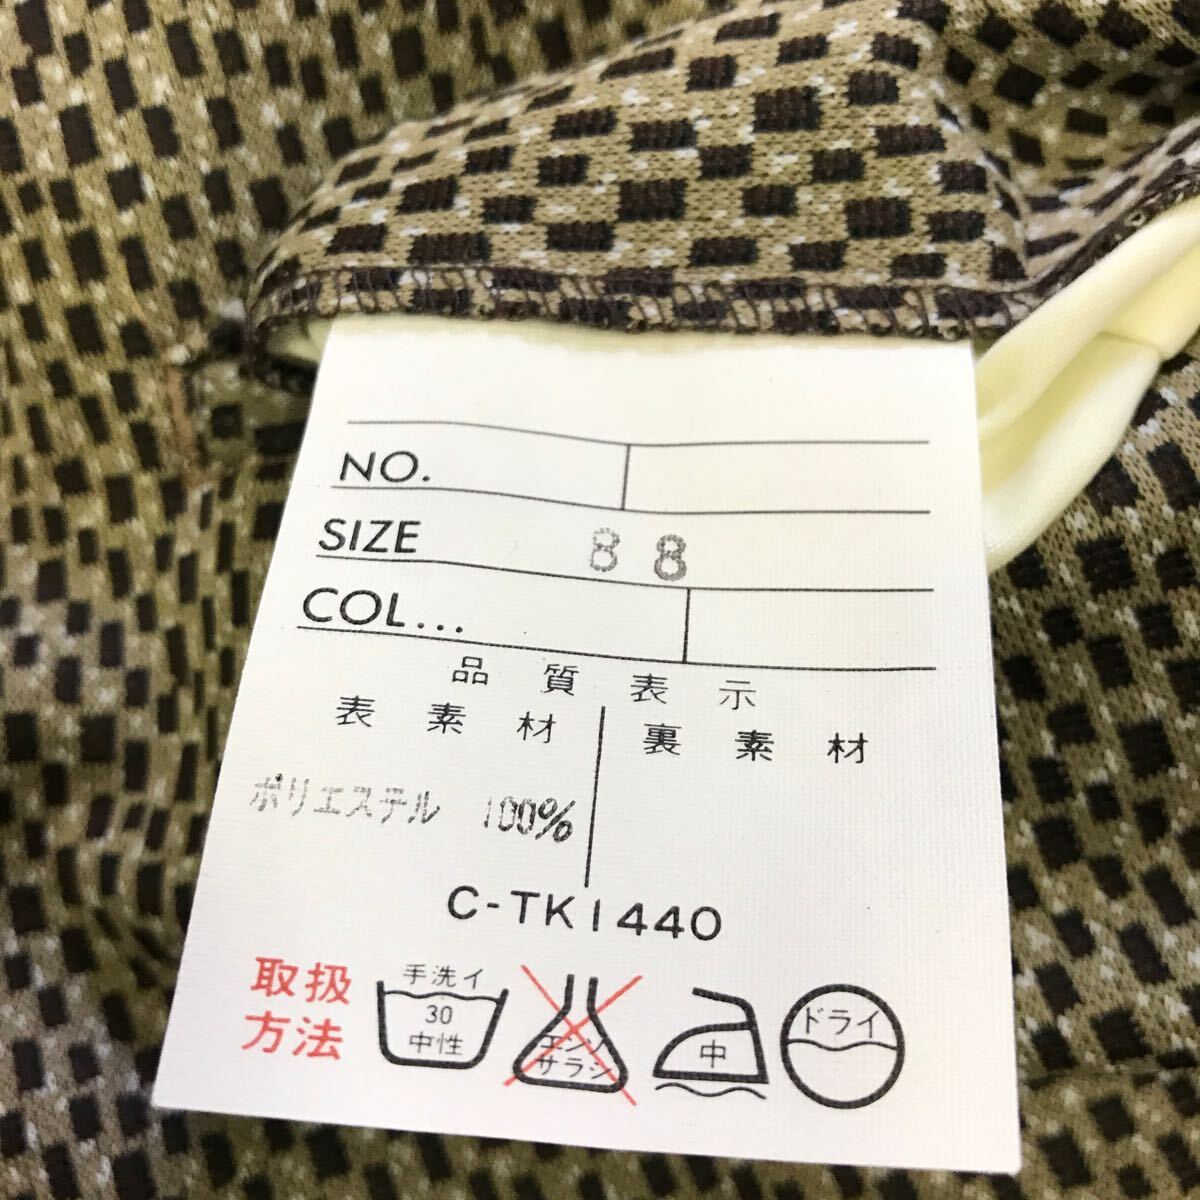 NO.
SIZE 88
COL...
品質表示
表素材 裏素材
ポリエステル 100%
C-TK1440
取扱
方法
手洗イ
30
中性
エンソ
サラシ
中
ドライ